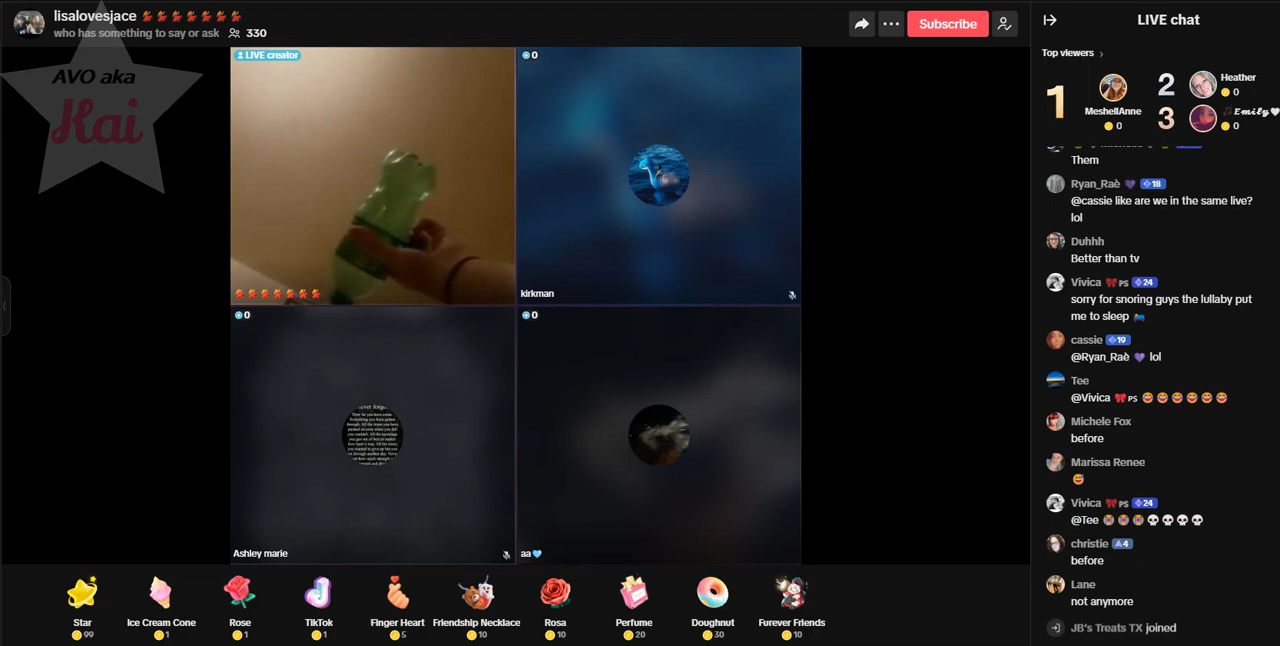 lisalovesjace
who has something to say or ask 330
Subscribe
AVO aka
Kai
LIVE creator
0
kirkman
0
Ashley marie
0
aa
Star
99
Ice Cream Cone
1
Rose
1
TikTok
1
Finger Heart
5
Friendship Necklace
10
Rosa
10
Perfume
20
Doughnut
30
Furever Friends
10
LIVE chat
Top viewers
1
MeshellAnne
0
2
Heather
0
3
Emily
0
Them
Ryan_Raè 💜 18
@cassie like are we in the same live?
lol
Duhhh
Better than tv
Vivica PS 24
sorry for snoring guys the lullaby put
me to sleep
cassie 19
@Ryan_Raè 💜 lol
Tee
@Vivica PS
Michele Fox
before
Marissa Renee
Vivica PS 24
@Tee
christie A4
before
Lane
not anymore
JB's Treats TX joined